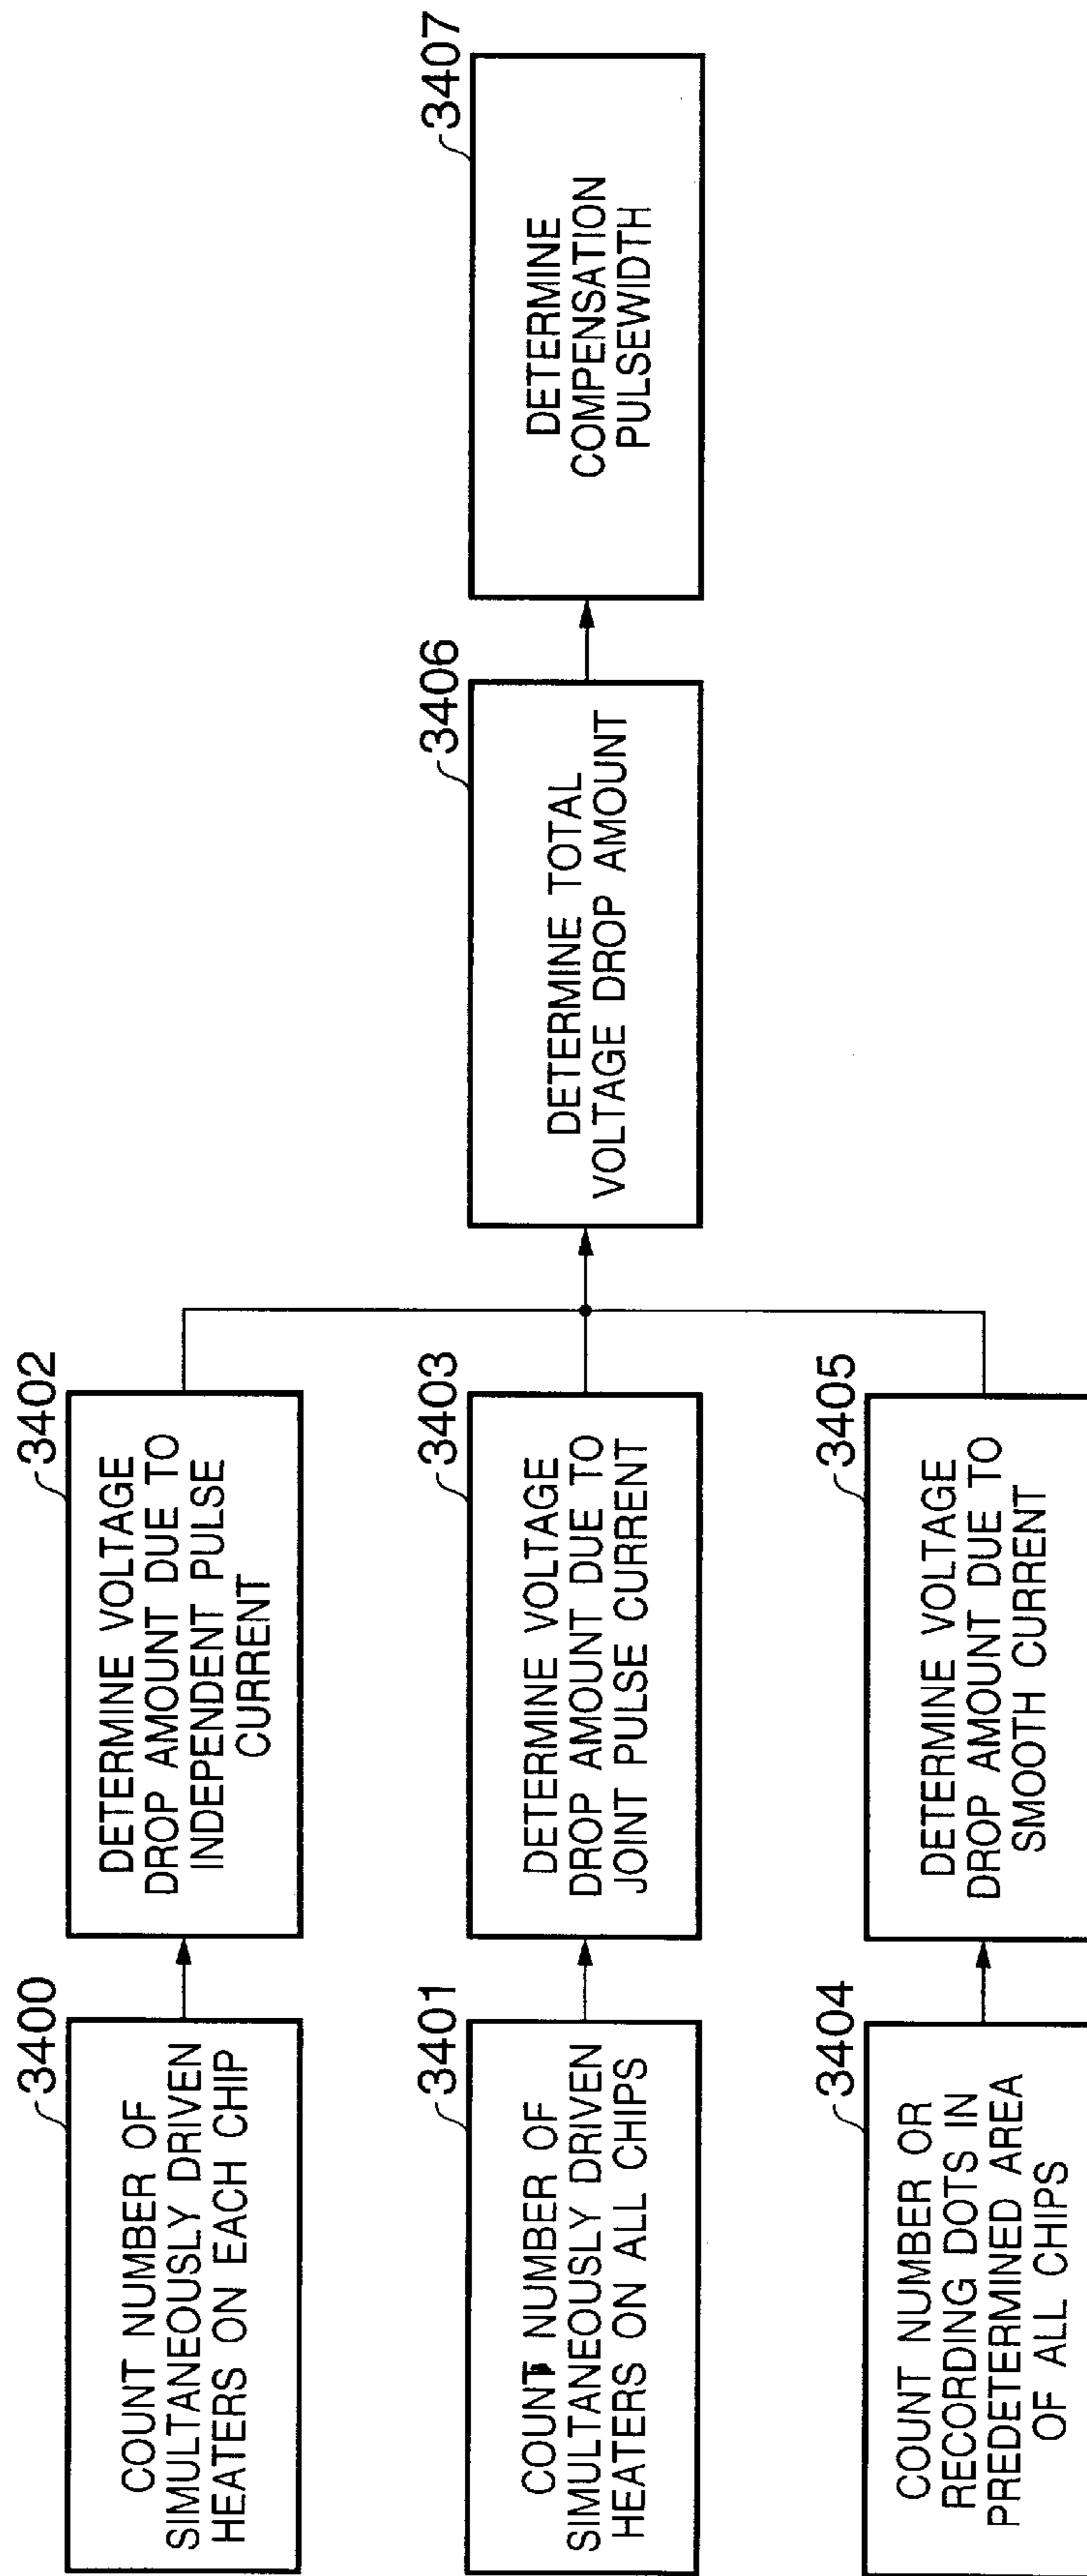 3400
COUNT NUMBER OF
SIMULTANEOUSLY DRIVEN
HEATERS ON EACH CHIP
3402
DETERMINE VOLTAGE
DROP AMOUNT DUE TO
INDEPENDENT PULSE
CURRENT
3401
COUNT NUMBER OF
SIMULTANEOUSLY DRIVEN
HEATERS ON ALL CHIPS
3403
DETERMINE VOLTAGE
DROP AMOUNT DUE TO
JOINT PULSE CURRENT
3404
COUNT NUMBER OR
RECORDING DOTS IN
PREDETERMINED AREA
OF ALL CHIPS
3405
DETERMINE VOLTAGE
DROP AMOUNT DUE TO
SMOOTH CURRENT
3406
DETERMINE TOTAL
VOLTAGE DROP AMOUNT
3407
DETERMINE
COMPENSATION
PULSEWIDTH